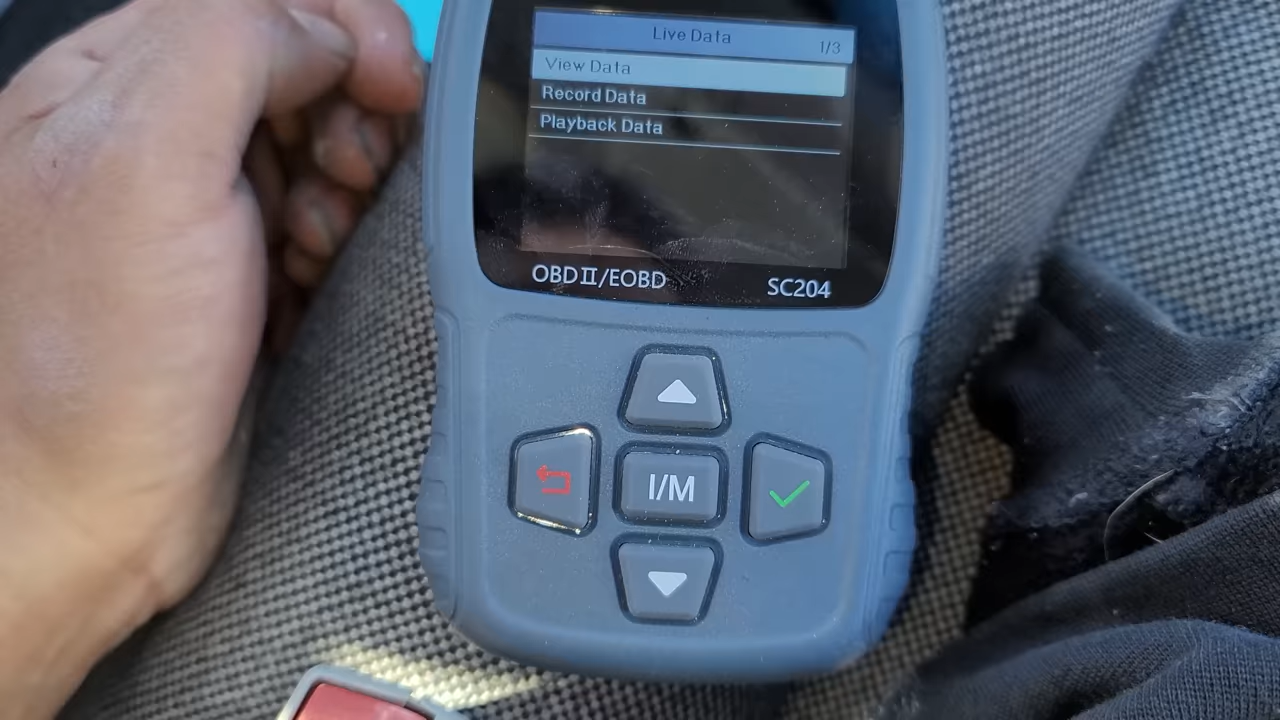 Live Data
1/3
View Data
Record Data
Playback Data
OBDⅡ/EOBD
SC204
I/M